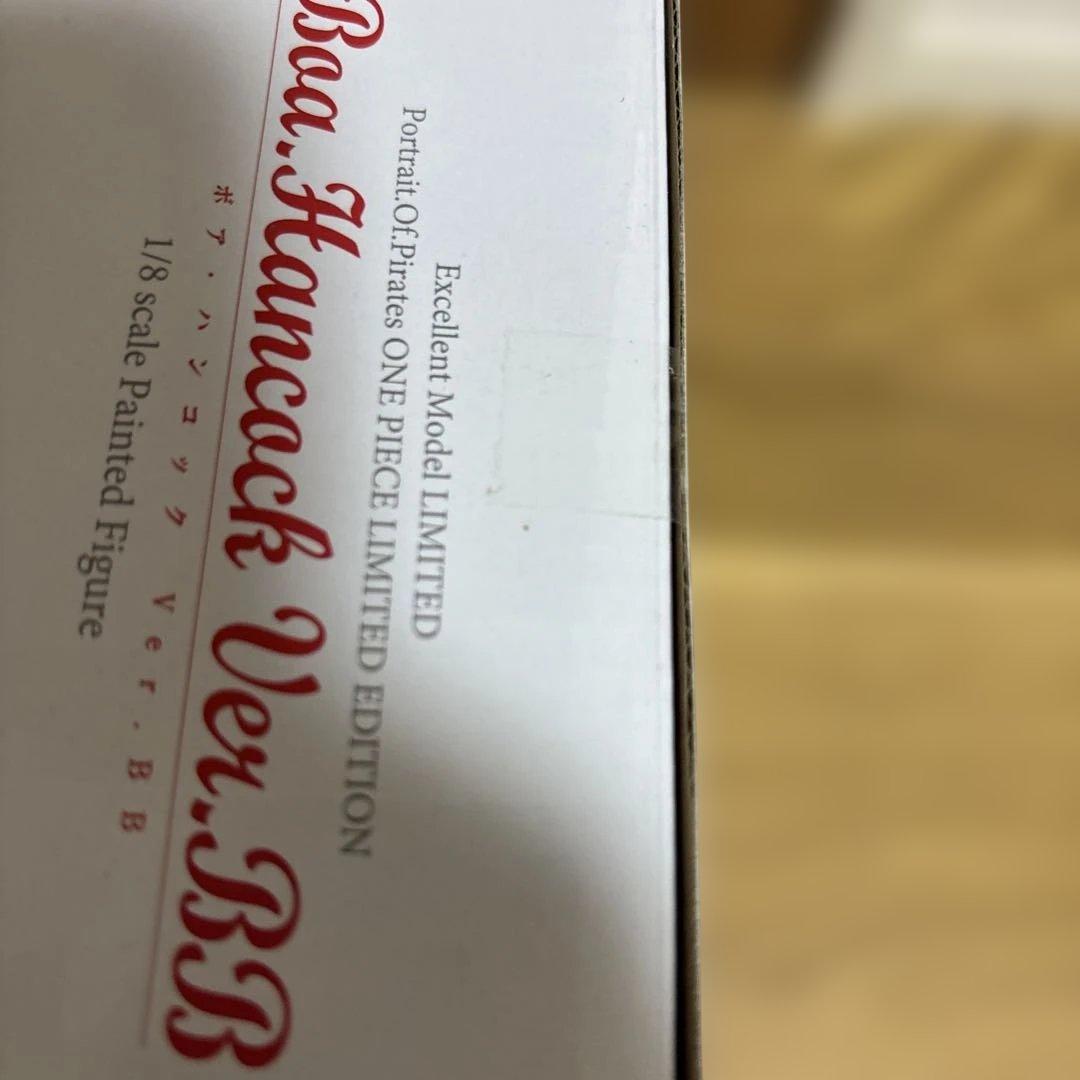 Excellent Model LIMITED
Portrait.Of.Pirates ONE PIECE LIMITED EDITION
Boa.Hancock Ver.BB
ボア・ハンコック Ver.BB
1/8 scale Painted Figure